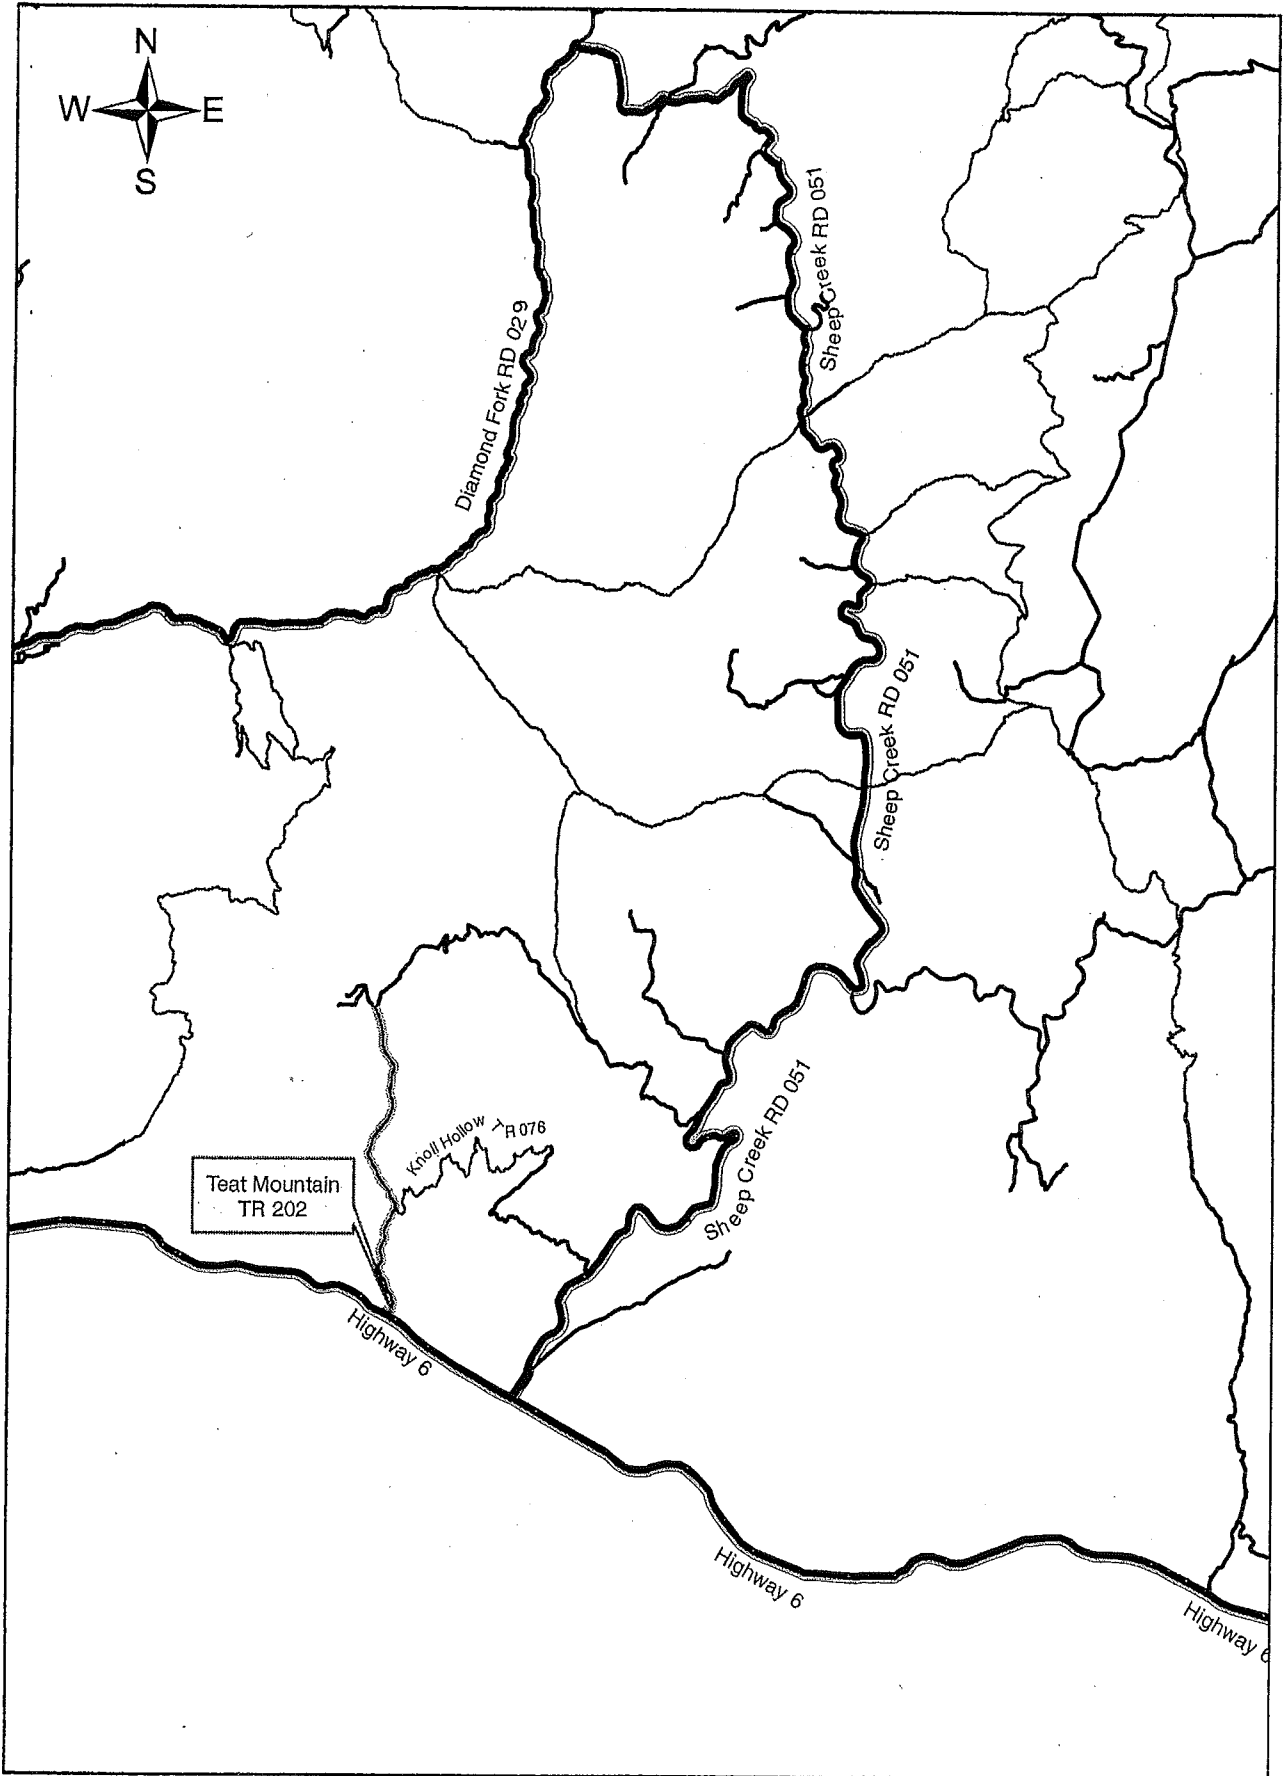 N
W E
S
Sheep Creek RD 051
Diamond Fork RD 029
Sheep Creek RD 051
Sheep Creek RD 051
Knoll Hollow TR 076
Teat Mountain
TR 202
Highway 6
Highway 6
Highway 6